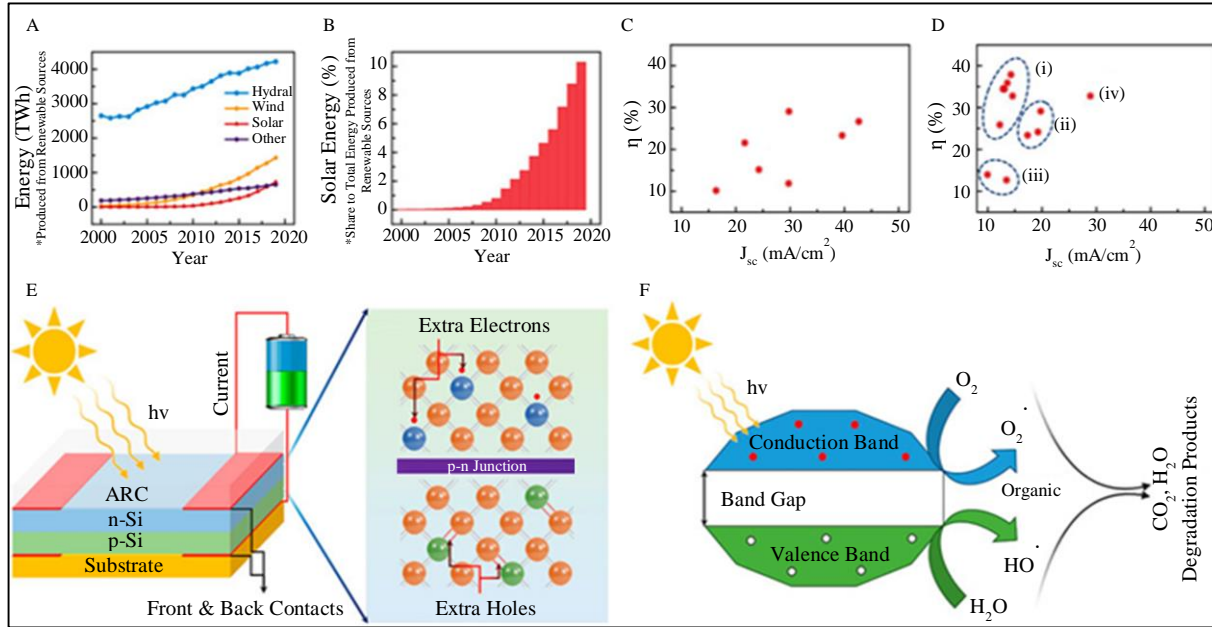 A
Energy (TWh)
*Produced from Renewable Sources
4000
3000
2000
1000
0
Hydral
Wind
Solar
Other
2000 2005 2010 2015 2020
Year
B
Solar Energy (%)
*Share to Total Energy Produced from
Renewable Sources
10
8
6
4
2
0
2000 2005 2010 2015 2020
Year
C
η (%)
40
30
20
10
10 20 30 40 50
Jsc (mA/cm²)
D
η (%)
40
30
20
10
(i)
(iv)
(ii)
(iii)
10 20 30 40 50
Jsc (mA/cm²)
E
hv
Current
ARC
n-Si
p-Si
Substrate
Front & Back Contacts
Extra Electrons
p-n Junction
Extra Holes
F
hv
Conduction Band
Band Gap
Valence Band
O₂
O₂˙
Organic
HO˙
H₂O
CO₂, H₂O
Degradation Products